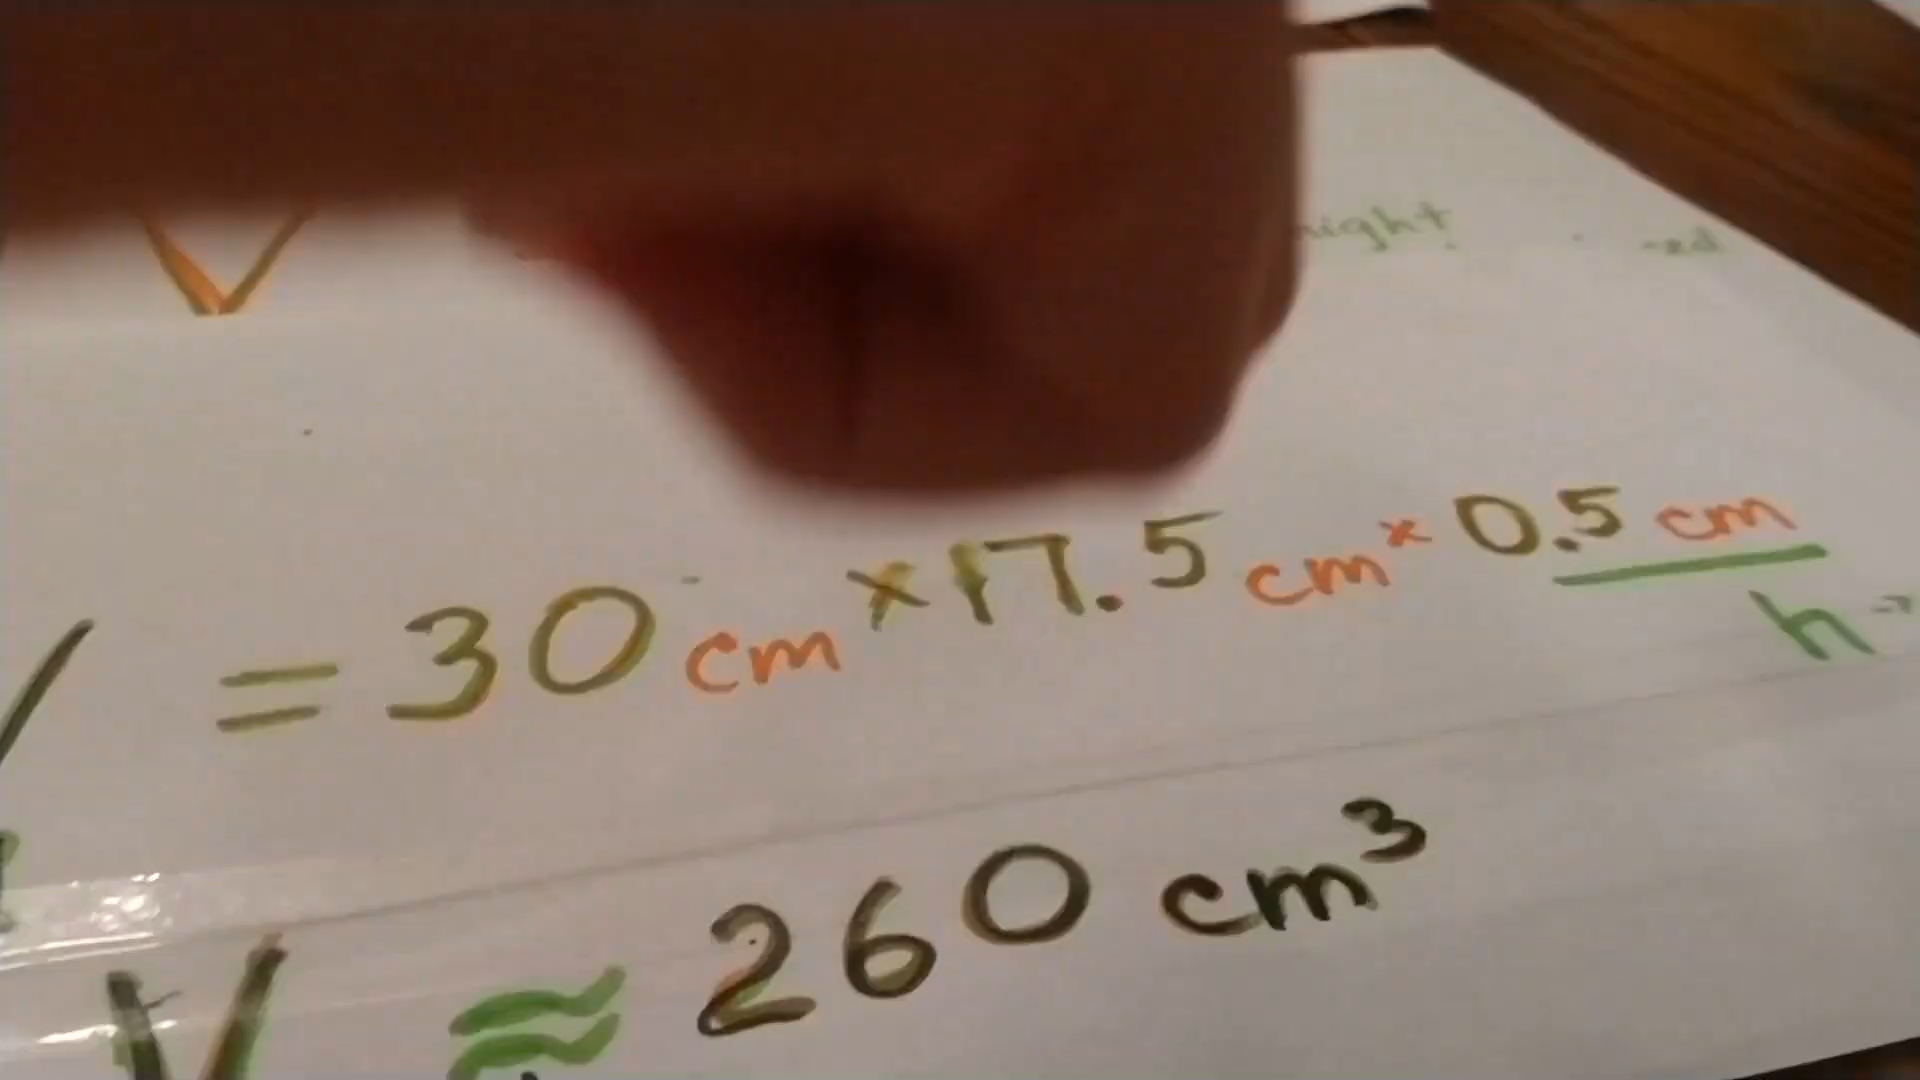 V
V = 30 cm × 17.5 cm × 0.5 cm
h
V ≈ 260 cm³